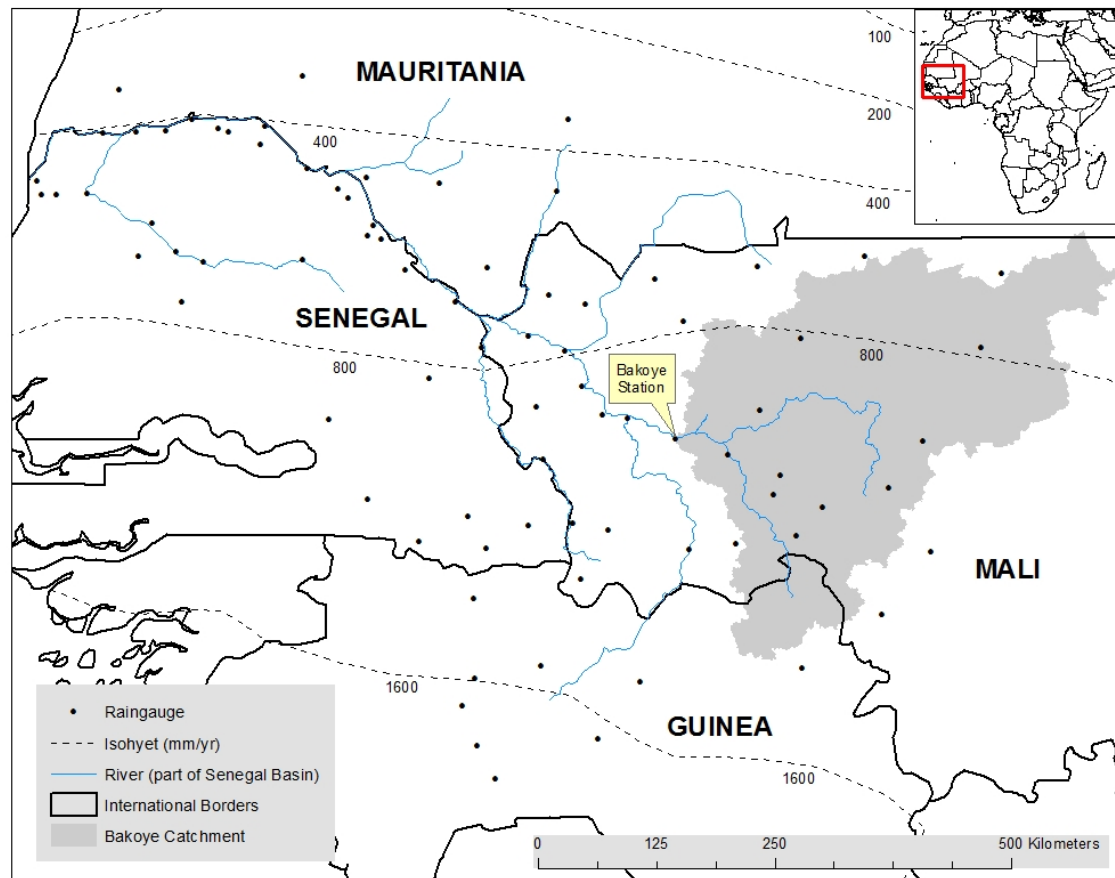 100
MAURITANIA
200
400
400
SENEGAL
800
800
Bakoye
Station
MALI
1600
GUINEA
1600
Raingauge
Isohyet (mm/yr)
River (part of Senegal Basin)
International Borders
Bakoye Catchment
0 125 250 500 Kilometers